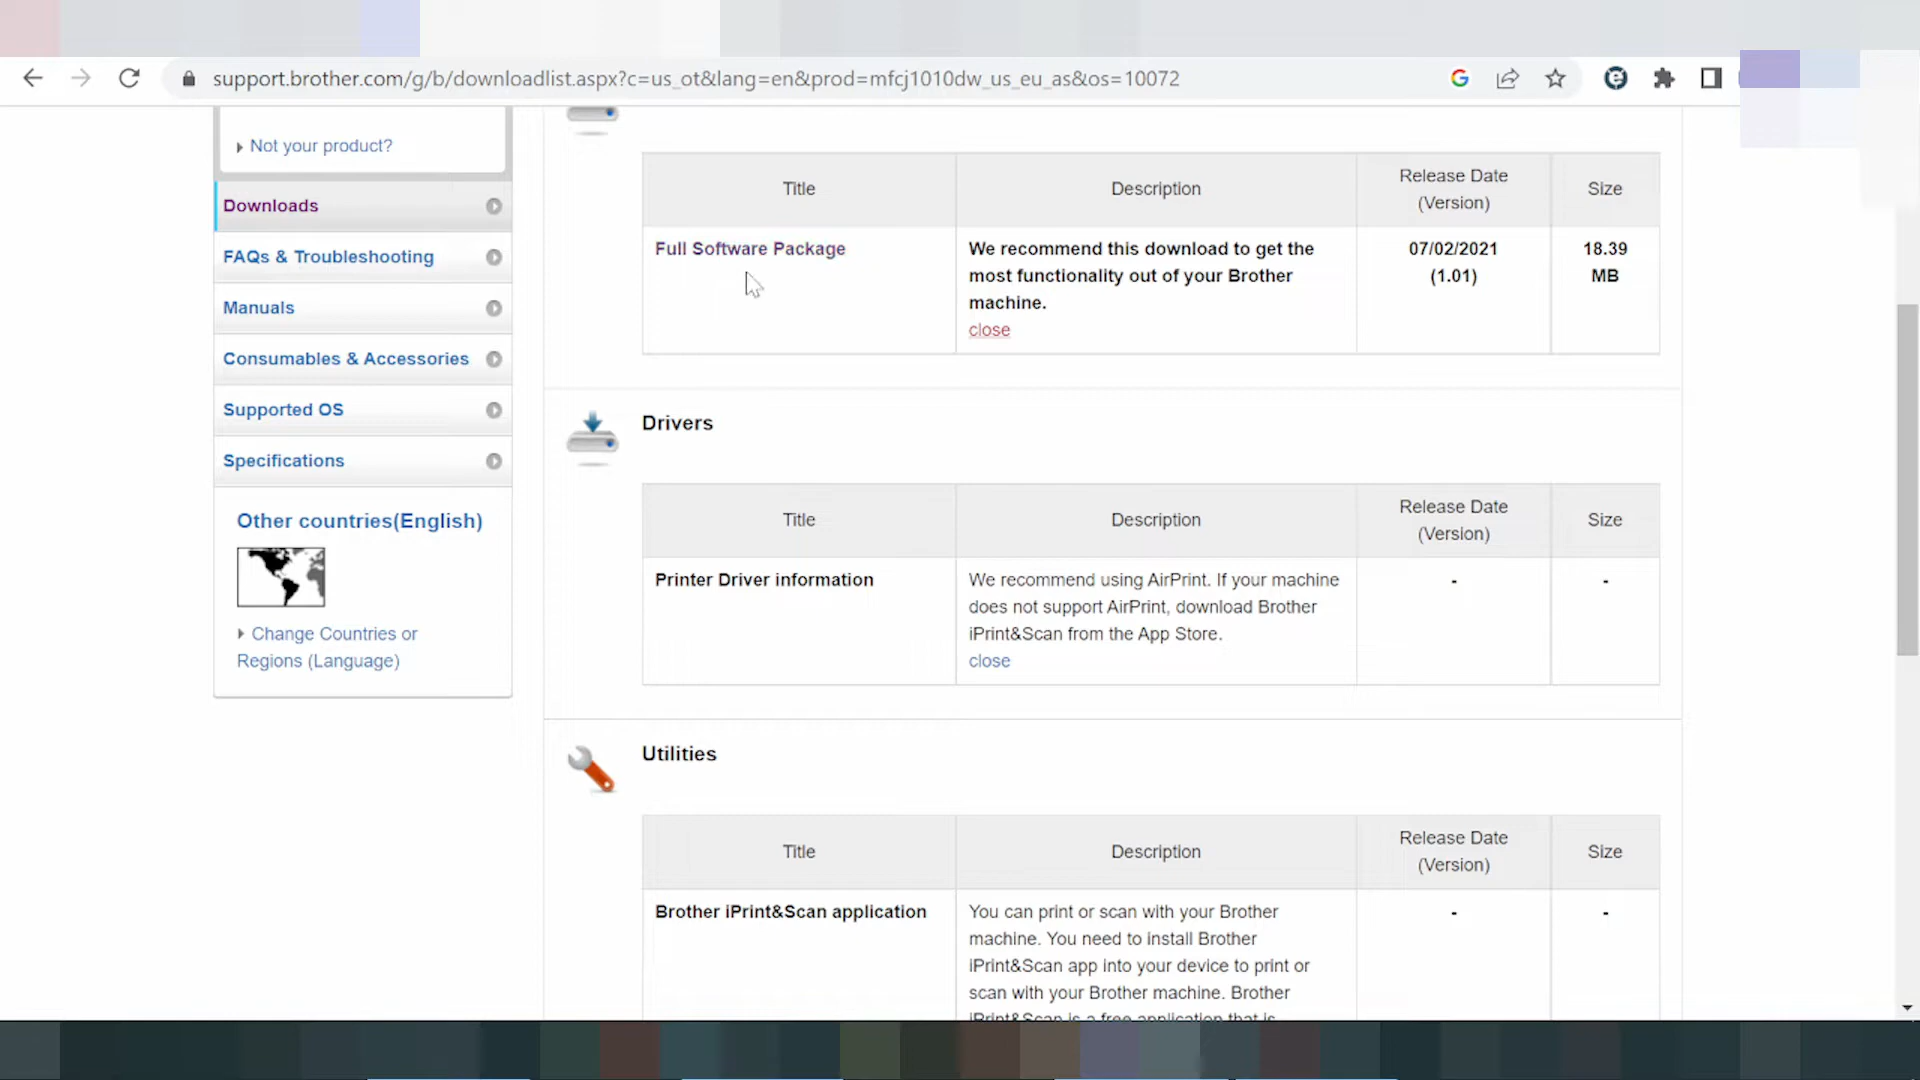 support.brother.com/g/b/downloadlist.aspx?c=us_ot&lang=en&prod=mfcj1010dw_us_eu_as&os=10072
Not your product?
Downloads
FAQs & Troubleshooting
Manuals
Consumables & Accessories
Supported OS
Specifications
Other countries(English)
Change Countries or
Regions (Language)
Title
Description
Release Date
(Version)
Size
Full Software Package
We recommend this download to get the
most functionality out of your Brother
machine.
close
07/02/2021
(1.01)
18.39
MB
Drivers
Title
Description
Release Date
(Version)
Size
Printer Driver information
We recommend using AirPrint. If your machine
does not support AirPrint, download Brother
iPrint&Scan from the App Store.
close
-
-
Utilities
Title
Description
Release Date
(Version)
Size
Brother iPrint&Scan application
You can print or scan with your Brother
machine. You need to install Brother
iPrint&Scan app into your device to print or
scan with your Brother machine. Brother
iPrint&Scan is a free application that is
-
-